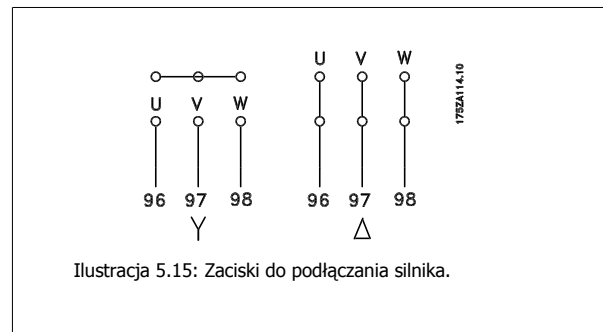 U V W
U V W
96 97 98
96 97 98
Y
Δ
175ZA114.10
Ilustracja 5.15: Zaciski do podłączania silnika.